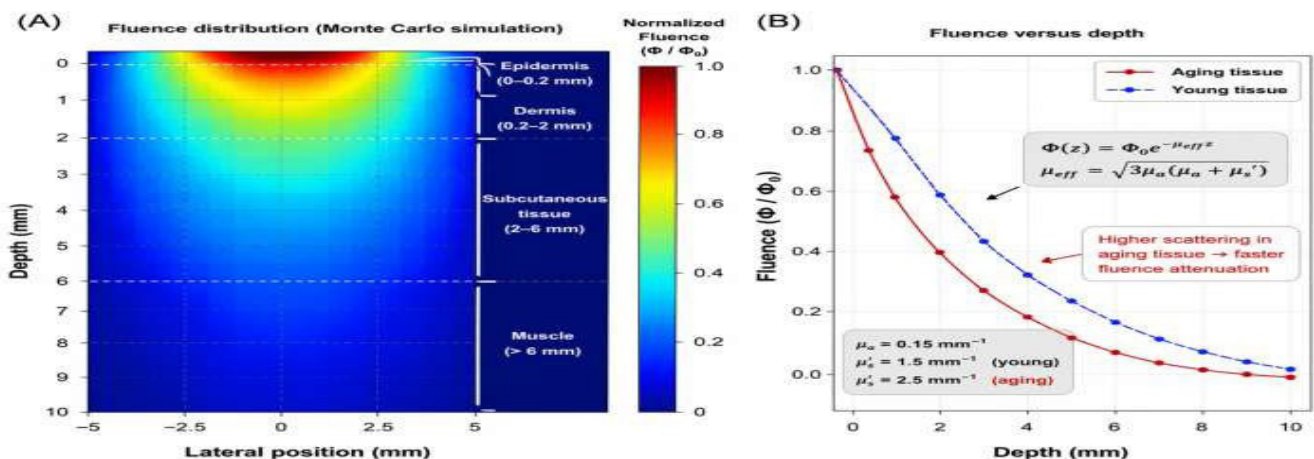 (A)
Fluence distribution (Monte Carlo simulation)
Normalized
Fluence
(Φ / Φ₀)
Depth (mm)
0
1
2
3
4
5
6
7
8
9
10
−5
−2.5
0
2.5
5
Lateral position (mm)
Epidermis
(0–0.2 mm)
Dermis
(0.2–2 mm)
Subcutaneous
tissue
(2–6 mm)
Muscle
(> 6 mm)
1.0
0.8
0.6
0.4
0.2
0
(B)
Fluence versus depth
Fluence (Φ / Φ₀)
1.0
0.8
0.6
0.4
0.2
0.0
Aging tissue
Young tissue
Φ(z) = Φ₀e^−μ_eff z
μ_eff = √3μₐ(μₐ + μₛ′)
Higher scattering in
aging tissue → faster
fluence attenuation
μₐ = 0.15 mm⁻¹
μ′ₛ = 1.5 mm⁻¹ (young)
μ′ₛ = 2.5 mm⁻¹ (aging)
0
2
4
6
8
10
Depth (mm)